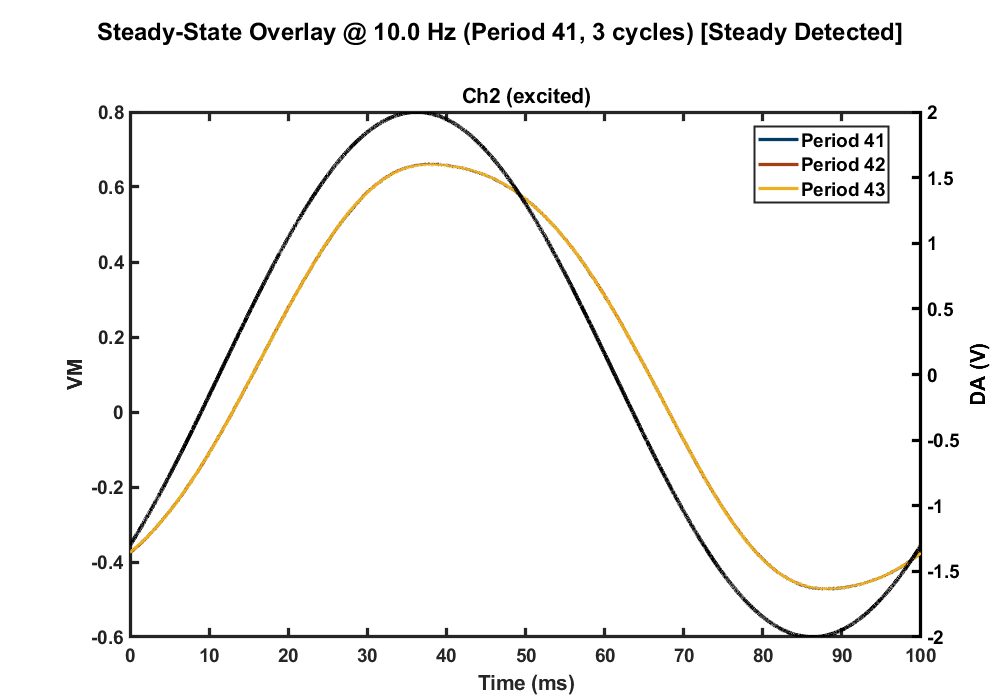 Steady-State Overlay @ 10.0 Hz (Period 41, 3 cycles) [Steady Detected]
Ch2 (excited)
Period 41
Period 42
Period 43
0.8
0.6
0.4
0.2
0
-0.2
-0.4
-0.6
VM
2
1.5
1
0.5
0
-0.5
-1
-1.5
-2
DA (V)
0 10 20 30 40 50 60 70 80 90 100
Time (ms)